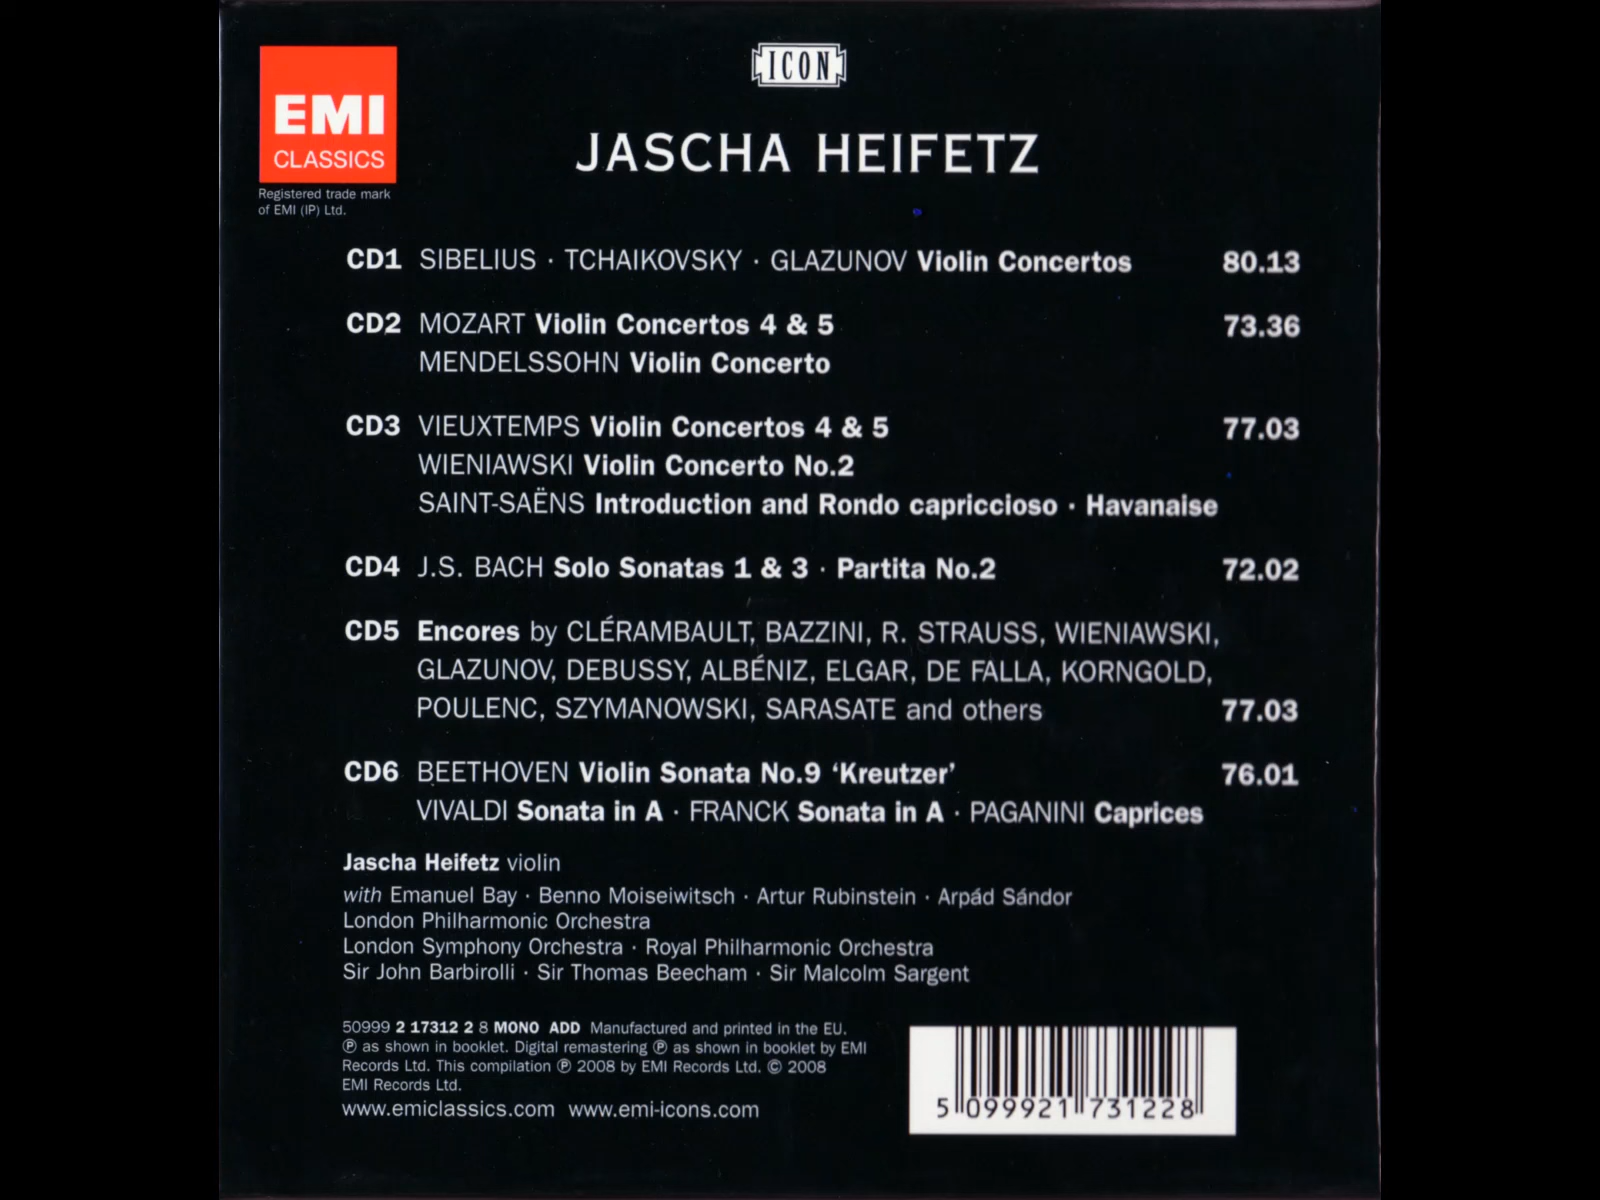 ICON
EMI
CLASSICS
Registered trade mark
of EMI (IP) Ltd.
JASCHA HEIFETZ
CD1 SIBELIUS · TCHAIKOVSKY · GLAZUNOV Violin Concertos 80.13
CD2 MOZART Violin Concertos 4 & 5 73.36
MENDELSSOHN Violin Concerto
CD3 VIEUXTEMPS Violin Concertos 4 & 5 77.03
WIENIAWSKI Violin Concerto No.2
SAINT-SAËNS Introduction and Rondo capriccioso · Havanaise
CD4 J.S. BACH Solo Sonatas 1 & 3 · Partita No.2 72.02
CD5 Encores by CLÉRAMBAULT, BAZZINI, R. STRAUSS, WIENIAWSKI,
GLAZUNOV, DEBUSSY, ALBÉNIZ, ELGAR, DE FALLA, KORNGOLD,
POULENC, SZYMANOWSKI, SARASATE and others 77.03
CD6 BEETHOVEN Violin Sonata No.9 ‘Kreutzer’ 76.01
VIVALDI Sonata in A · FRANCK Sonata in A · PAGANINI Caprices
Jascha Heifetz violin
with Emanuel Bay · Benno Moiseiwitsch · Artur Rubinstein · Arpád Sándor
London Philharmonic Orchestra
London Symphony Orchestra · Royal Philharmonic Orchestra
Sir John Barbirolli · Sir Thomas Beecham · Sir Malcolm Sargent
50999 2 17312 2 8 MONO ADD Manufactured and printed in the EU.
℗ as shown in booklet. Digital remastering ℗ as shown in booklet by EMI
Records Ltd. This compilation ℗ 2008 by EMI Records Ltd. © 2008
EMI Records Ltd.
www.emiclassics.com www.emi-icons.com
5 099921 731228